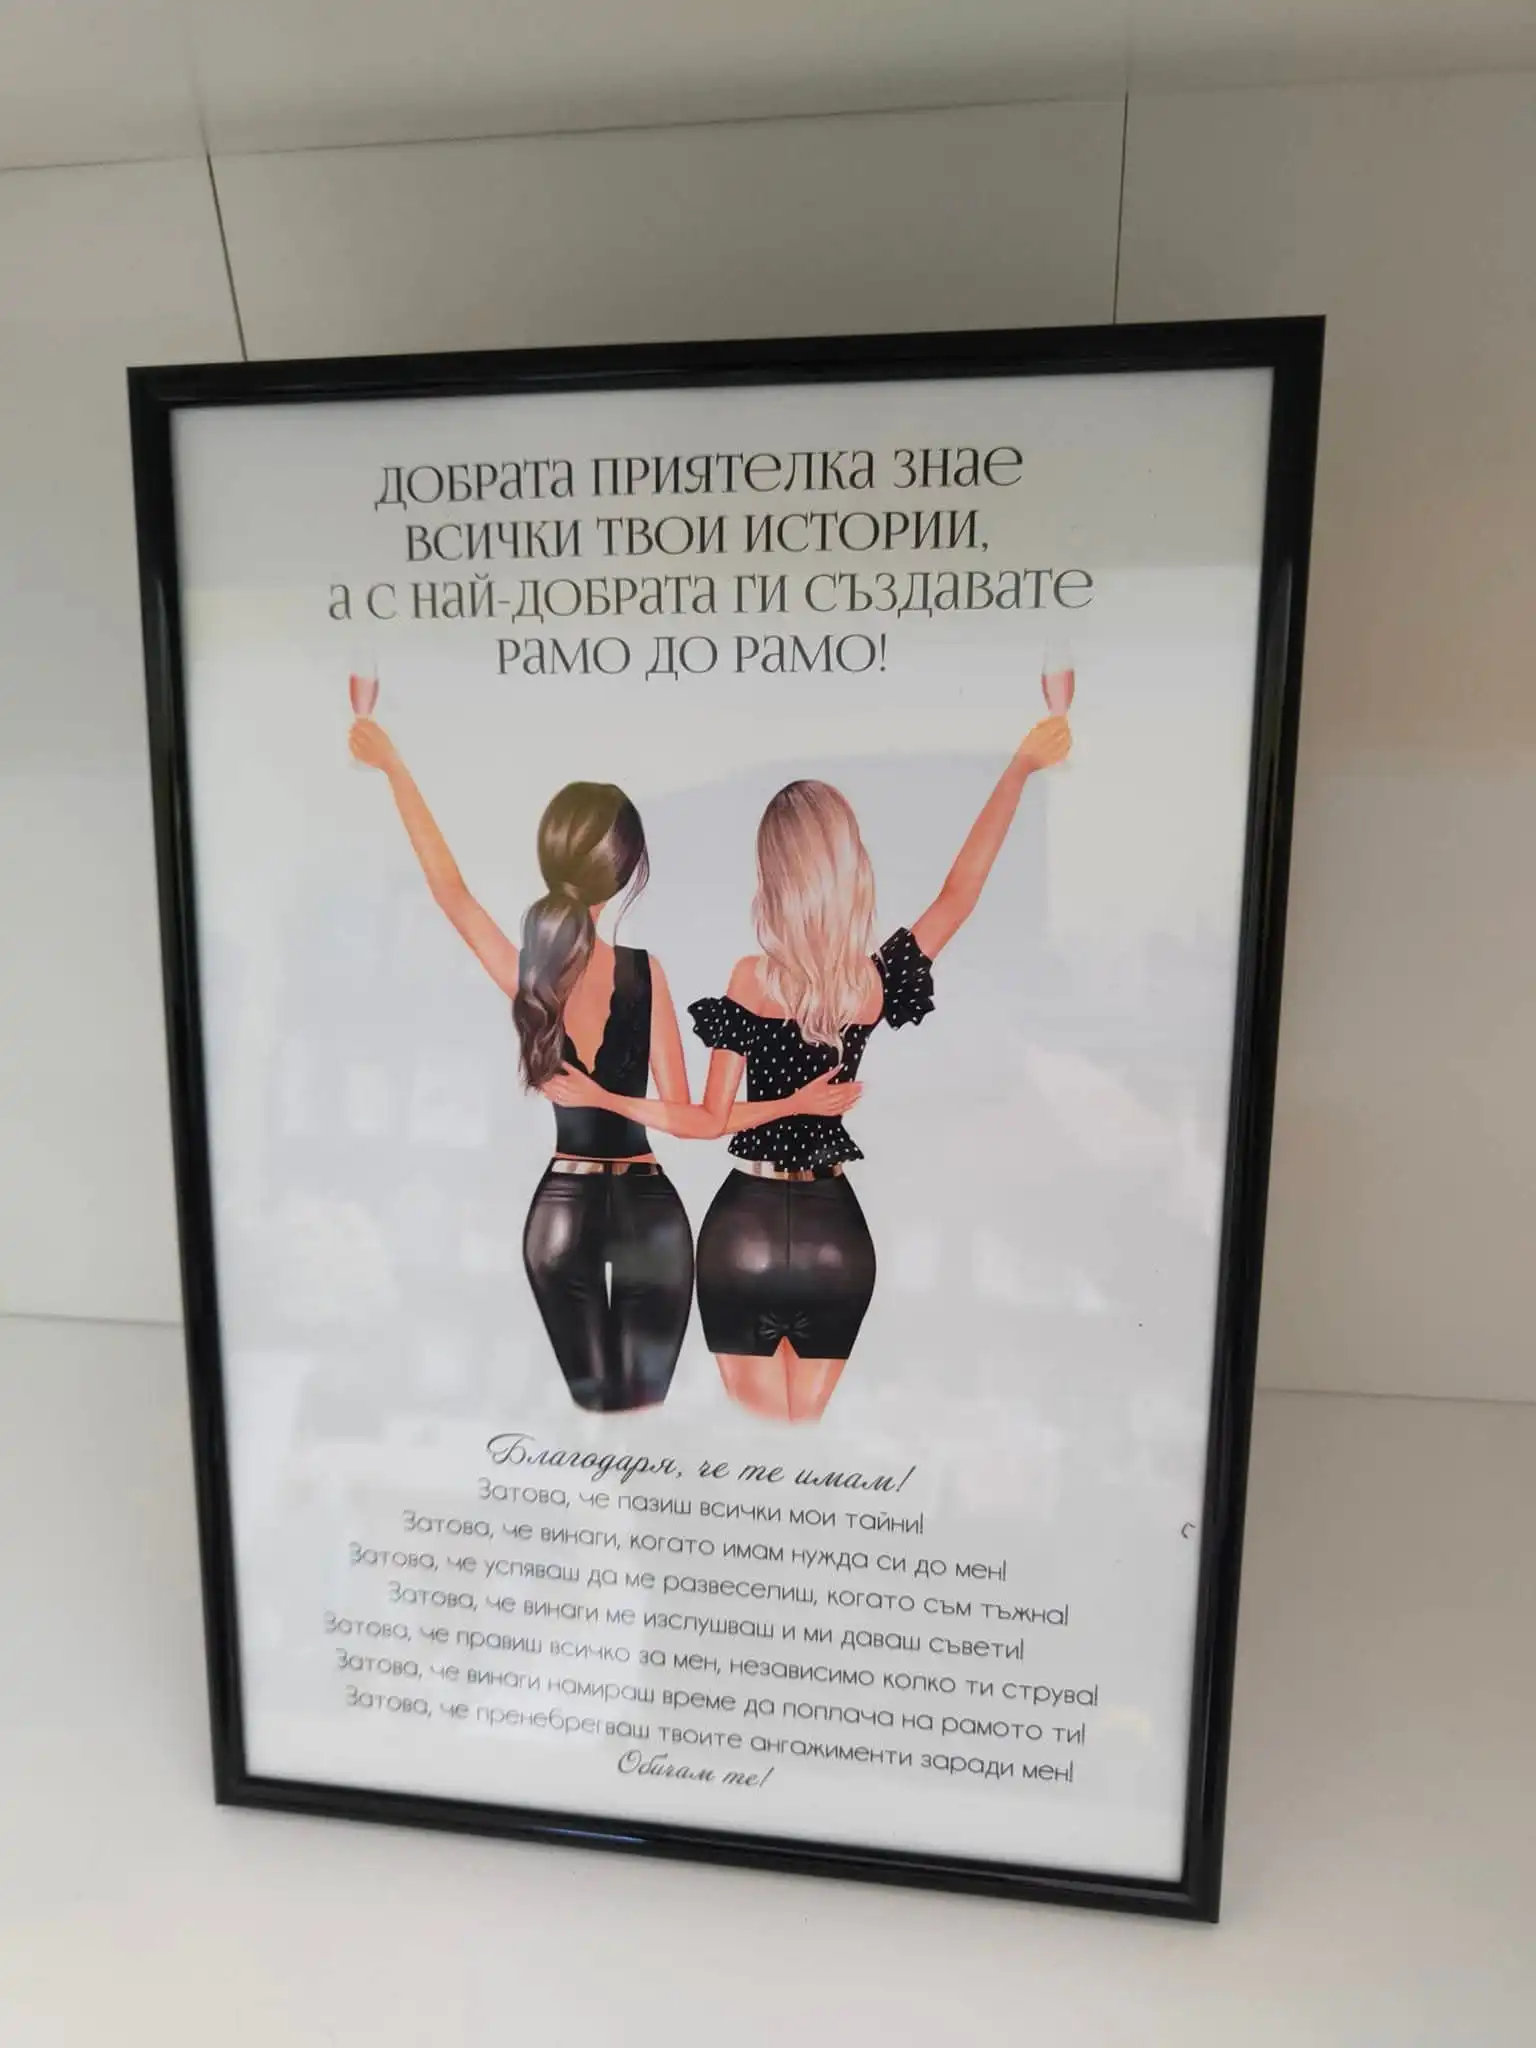 ДОБРАТА ПРИЯТЕЛКА ЗНАЕ
ВСИЧКИ ТВОИ ИСТОРИИ,
А С НАЙ-ДОБРАТА ГИ СЪЗДАВАТЕ
РАМО ДО РАМО!
Благодаря, че те имам!
Затова, че пазиш всички мои тайни!
Затова, че винаги, когато имам нужда си до мен!
Затова, че успяваш да ме развеселиш, когато съм тъжна!
Затова, че винаги ме изслушваш и ми даваш съвети!
Затова, че правиш всичко за мен, независимо колко ти струва!
Затова, че винаги намираш време да поплача на рамото ти!
Затова, че пренебрегваш твоите ангажименти заради мен!
Обичам те!